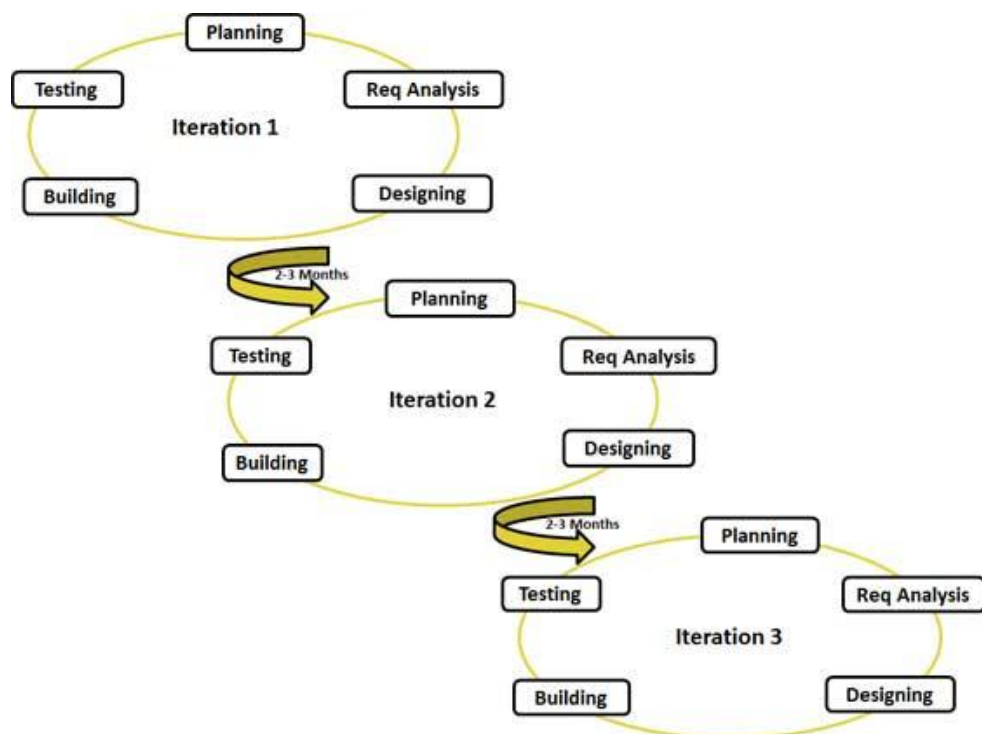 Planning
Testing
Req Analysis
Iteration 1
Building
Designing
2-3 Months
Planning
Testing
Req Analysis
Iteration 2
Building
Designing
2-3 Months
Planning
Testing
Req Analysis
Iteration 3
Building
Designing